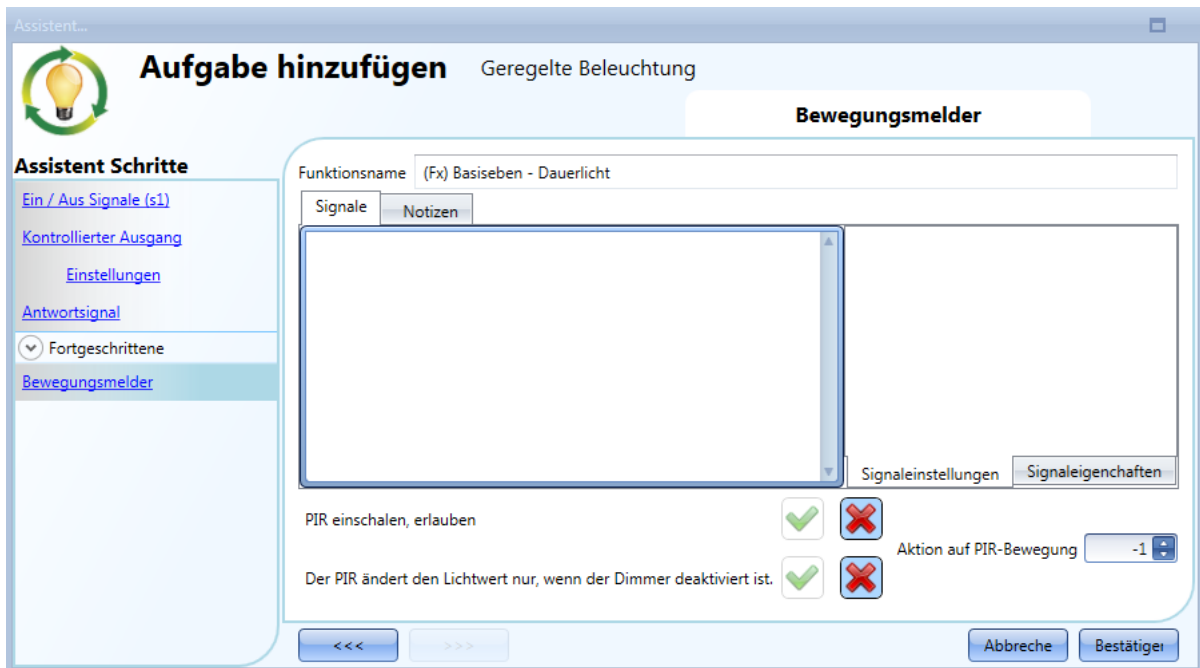 Assistent...
Aufgabe hinzufügen Geregelte Beleuchtung
Bewegungsmelder
Assistent Schritte
Ein / Aus Signale (s1)
Kontrollierter Ausgang
Einstellungen
Antwortsignal
Fortgeschrittene
Bewegungsmelder
Funktionsname (Fx) Basiseben - Dauerlicht
Signale Notizen
Signaleinstellungen Signaleigenchaften
PIR einschalen, erlauben
Aktion auf PIR-Bewegung -1
Der PIR ändert den Lichtwert nur, wenn der Dimmer deaktiviert ist.
<<< >>> Abbreche Bestätiger